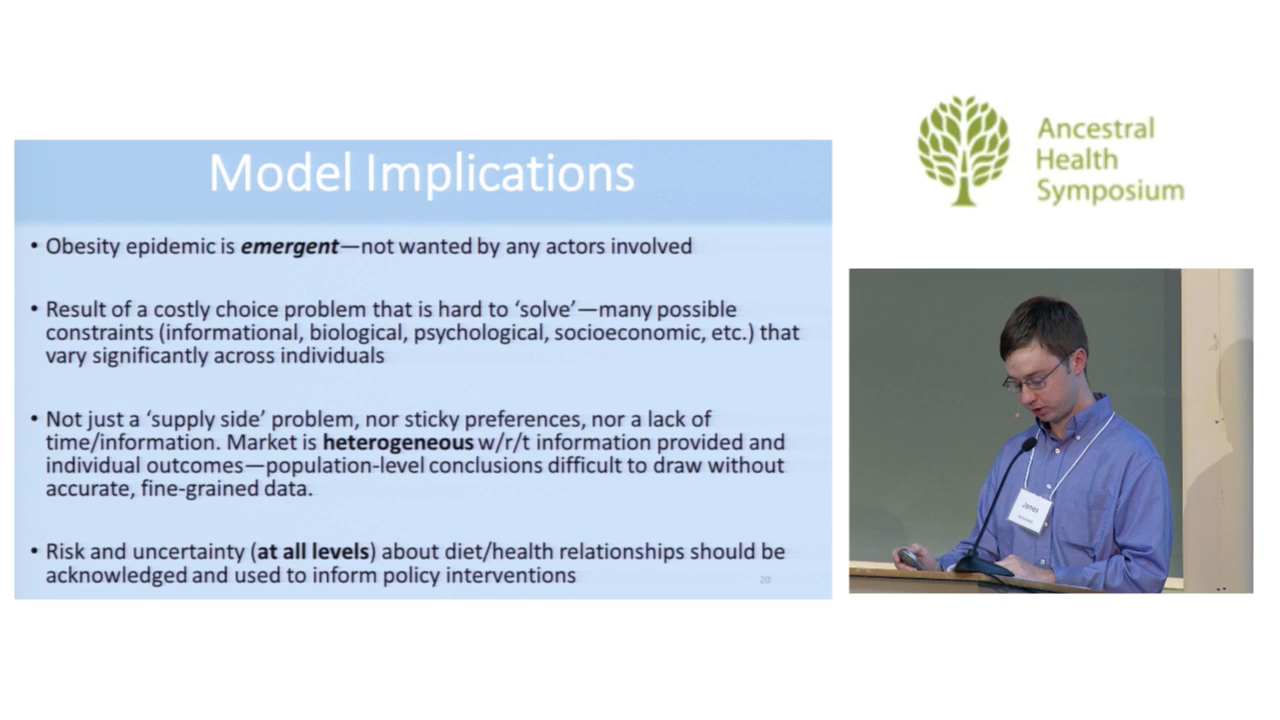 Model Implications
• Obesity epidemic is emergent—not wanted by any actors involved
• Result of a costly choice problem that is hard to ‘solve’—many possible
constraints (informational, biological, psychological, socioeconomic, etc.) that
vary significantly across individuals
• Not just a ‘supply side’ problem, nor sticky preferences, nor a lack of
time/information. Market is heterogeneous w/r/t information provided and
individual outcomes—population-level conclusions difficult to draw without
accurate, fine-grained data.
• Risk and uncertainty (at all levels) about diet/health relationships should be
acknowledged and used to inform policy interventions
20
Ancestral
Health
Symposium
James